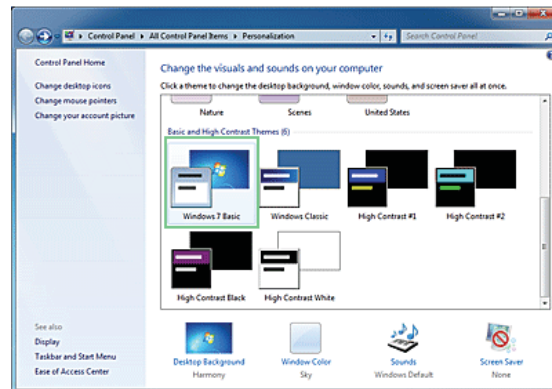 Control Panel ▸ All Control Panel Items ▸ Personalization
Search Control Panel
Control Panel Home
Change desktop icons
Change mouse pointers
Change your account picture
Change the visuals and sounds on your computer
Click a theme to change the desktop background, window color, sounds, and screen saver all at once.
Nature Scenes United States
Basic and High Contrast Themes (6)
Windows 7 Basic Windows Classic High Contrast #1 High Contrast #2
High Contrast Black High Contrast White
See also
Display
Taskbar and Start Menu
Ease of Access Center
Desktop Background Window Color Sounds Screen Saver
Harmony Sky Windows Default None